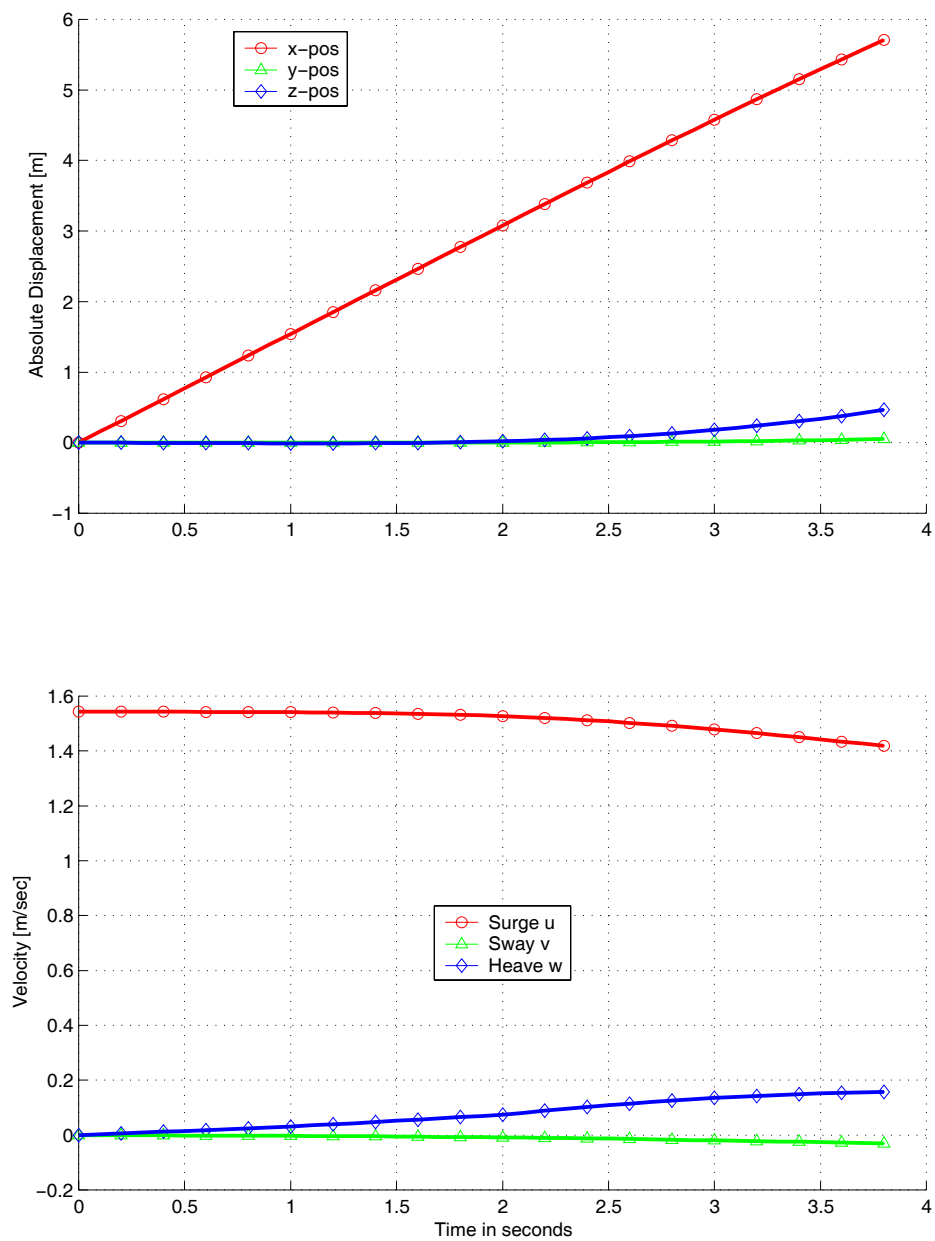 6
5
4
3
2
1
0
−1
Absolute Displacement [m]
x−pos
y−pos
z−pos
0 0.5 1 1.5 2 2.5 3 3.5 4
1.6
1.4
1.2
1
0.8
0.6
0.4
0.2
0
−0.2
Velocity [m/sec]
Surge u
Sway v
Heave w
0 0.5 1 1.5 2 2.5 3 3.5 4
Time in seconds